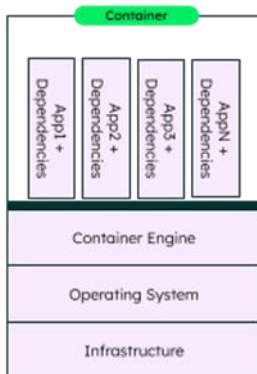 Container
App1 +
Dependencies
App2 +
Dependencies
App3 +
Dependencies
AppN +
Dependencies
Container Engine
Operating System
Infrastructure